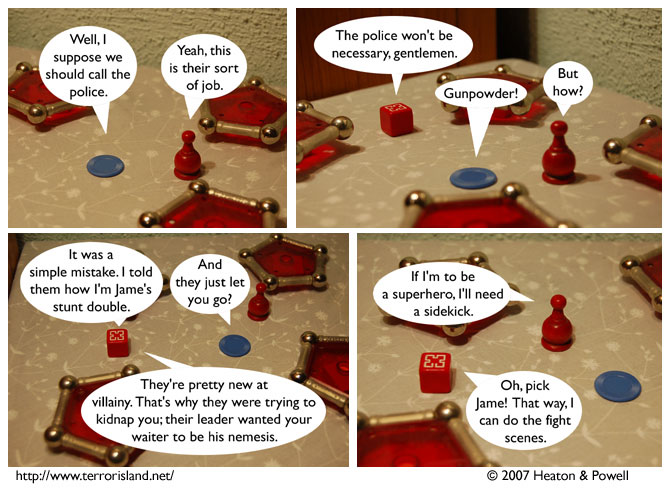 Well, I
suppose we
should call the
police.
Yeah, this
is their sort
of job.
The police won't be
necessary, gentlemen.
Gunpowder!
But
how?
It was a
simple mistake. I told
them how I'm Jame's
stunt double.
And
they just let
you go?
They're pretty new at
villainy. That's why they were trying to
kidnap you; their leader wanted your
waiter to be his nemesis.
If I'm to be
a superhero, I'll need
a sidekick.
Oh, pick
Jame! That way, I
can do the fight
scenes.
http://www.terrorisland.net/
© 2007 Heaton & Powell